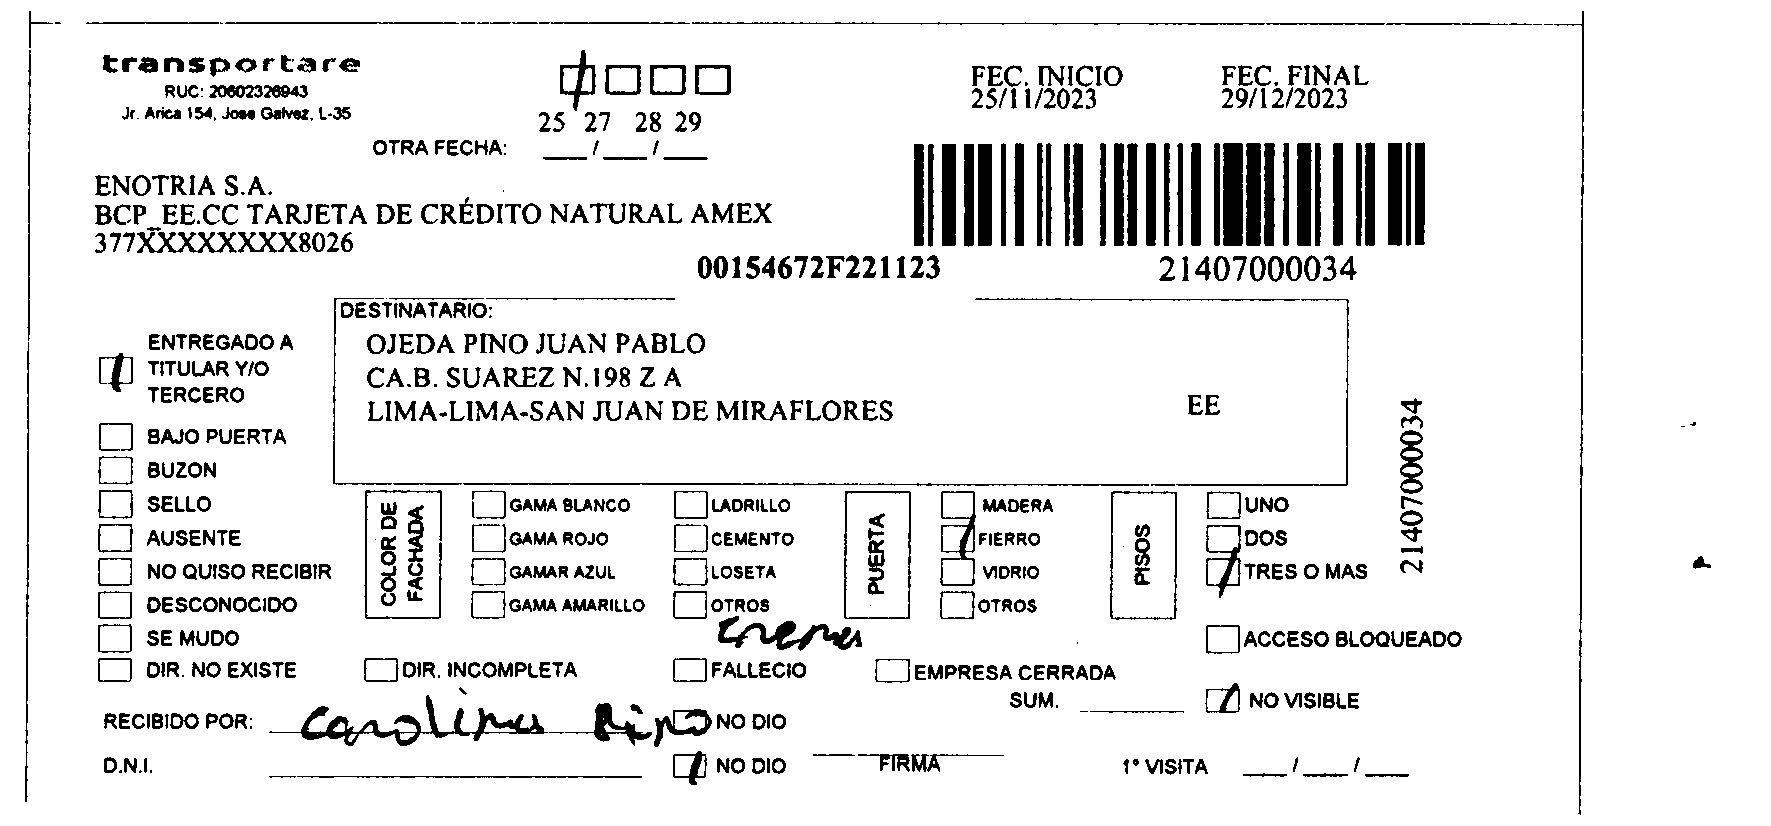 transportare
RUC: 20602326943
Jr. Arica 154, Jose Galvez, L-35
25 27 28 29
OTRA FECHA: ___/___/___
FEC. INICIO
25/11/2023
FEC. FINAL
29/12/2023
ENOTRIA S.A.
BCP_EE.CC TARJETA DE CRÉDITO NATURAL AMEX
377XXXXXXXX8026
00154672F221123
21407000034
DESTINATARIO:
OJEDA PINO JUAN PABLO
CA.B. SUAREZ N.198 Z A
LIMA-LIMA-SAN JUAN DE MIRAFLORES
EE
21407000034
ENTREGADO A
TITULAR Y/O
TERCERO
BAJO PUERTA
BUZON
SELLO
AUSENTE
NO QUISO RECIBIR
DESCONOCIDO
SE MUDO
DIR. NO EXISTE
COLOR DE
FACHADA
GAMA BLANCO
GAMA ROJO
GAMAR AZUL
GAMA AMARILLO
LADRILLO
CEMENTO
LOSETA
OTROS
crema
PUERTA
MADERA
FIERRO
VIDRIO
OTROS
PISOS
UNO
DOS
TRES O MAS
ACCESO BLOQUEADO
DIR. INCOMPLETA
FALLECIO
EMPRESA CERRADA
SUM. ______
NO VISIBLE
RECIBIDO POR: Carolina Pino
NO DIO
D.N.I.
NO DIO
FIRMA
1° VISITA ___/___/___